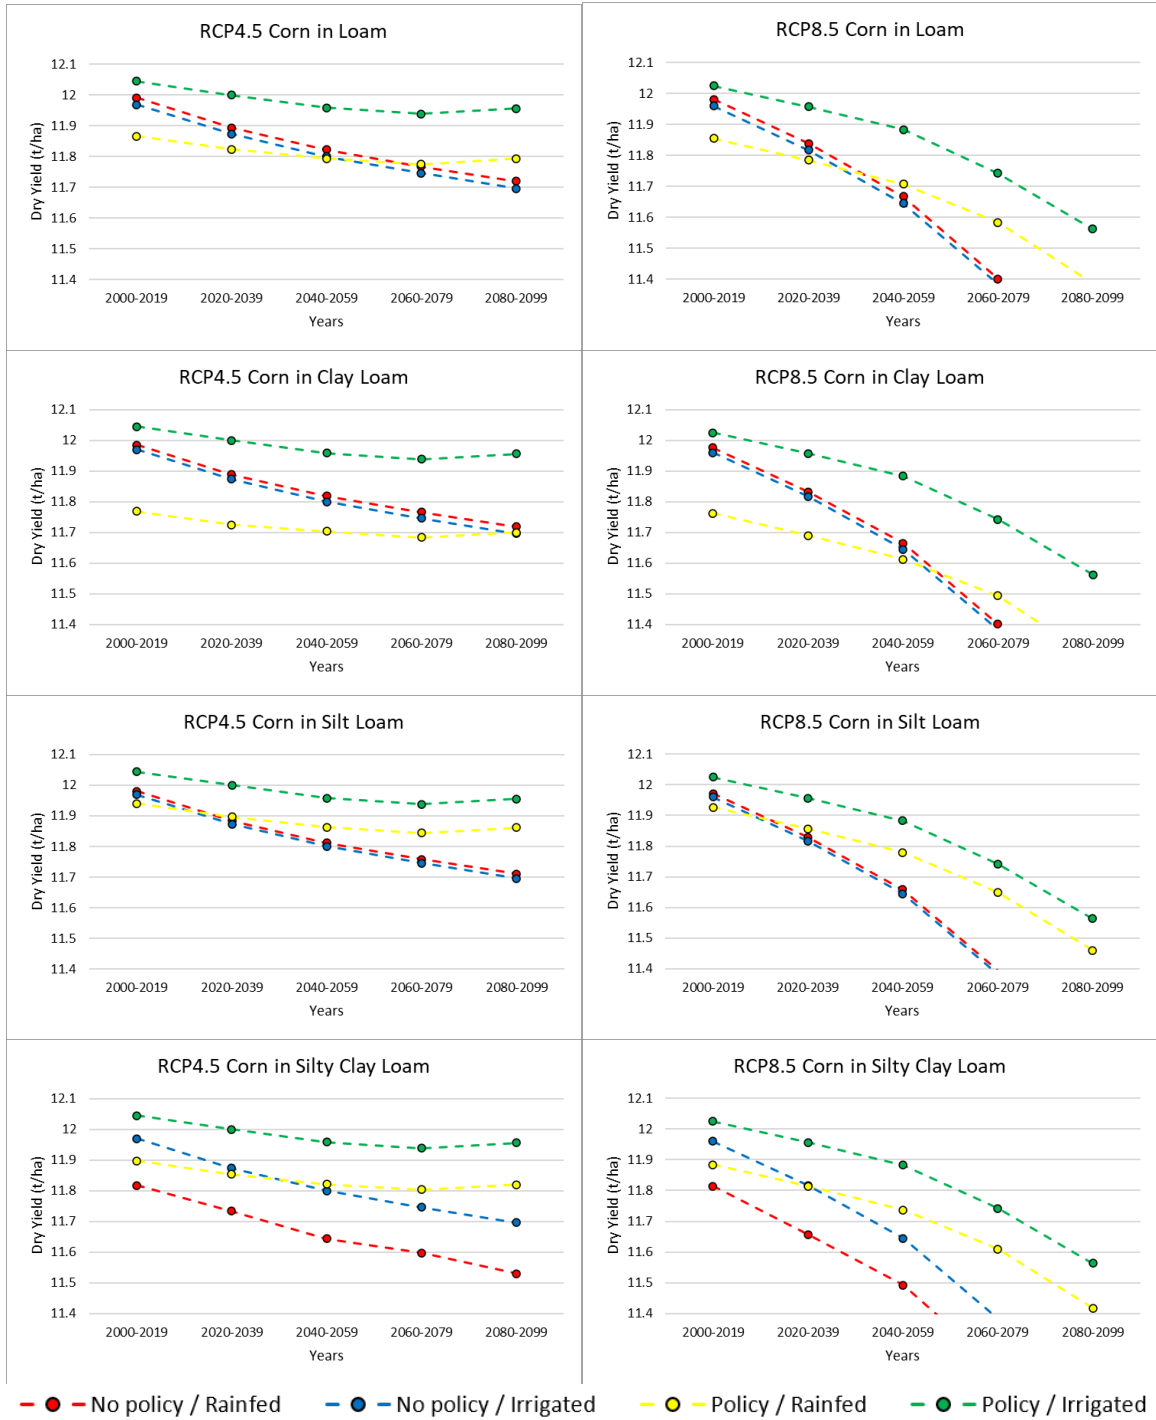 RCP4.5 Corn in Loam
Dry Yield (t/ha)
12.1
12
11.9
11.8
11.7
11.6
11.5
11.4
2000-2019 2020-2039 2040-2059 2060-2079 2080-2099
Years
RCP8.5 Corn in Loam
Dry Yield (t/ha)
12.1
12
11.9
11.8
11.7
11.6
11.5
11.4
2000-2019 2020-2039 2040-2059 2060-2079 2080-2099
Years
RCP4.5 Corn in Clay Loam
Dry Yield (t/ha)
12.1
12
11.9
11.8
11.7
11.6
11.5
11.4
2000-2019 2020-2039 2040-2059 2060-2079 2080-2099
Years
RCP8.5 Corn in Clay Loam
Dry Yield (t/ha)
12.1
12
11.9
11.8
11.7
11.6
11.5
11.4
2000-2019 2020-2039 2040-2059 2060-2079 2080-2099
Years
RCP4.5 Corn in Silt Loam
Dry Yield (t/ha)
12.1
12
11.9
11.8
11.7
11.6
11.5
11.4
2000-2019 2020-2039 2040-2059 2060-2079 2080-2099
Years
RCP8.5 Corn in Silt Loam
Dry Yield (t/ha)
12.1
12
11.9
11.8
11.7
11.6
11.5
11.4
2000-2019 2020-2039 2040-2059 2060-2079 2080-2099
Years
RCP4.5 Corn in Silty Clay Loam
Dry Yield (t/ha)
12.1
12
11.9
11.8
11.7
11.6
11.5
11.4
2000-2019 2020-2039 2040-2059 2060-2079 2080-2099
Years
RCP8.5 Corn in Silty Clay Loam
Dry Yield (t/ha)
12.1
12
11.9
11.8
11.7
11.6
11.5
11.4
2000-2019 2020-2039 2040-2059 2060-2079 2080-2099
Years
No policy / Rainfed No policy / Irrigated Policy / Rainfed Policy / Irrigated